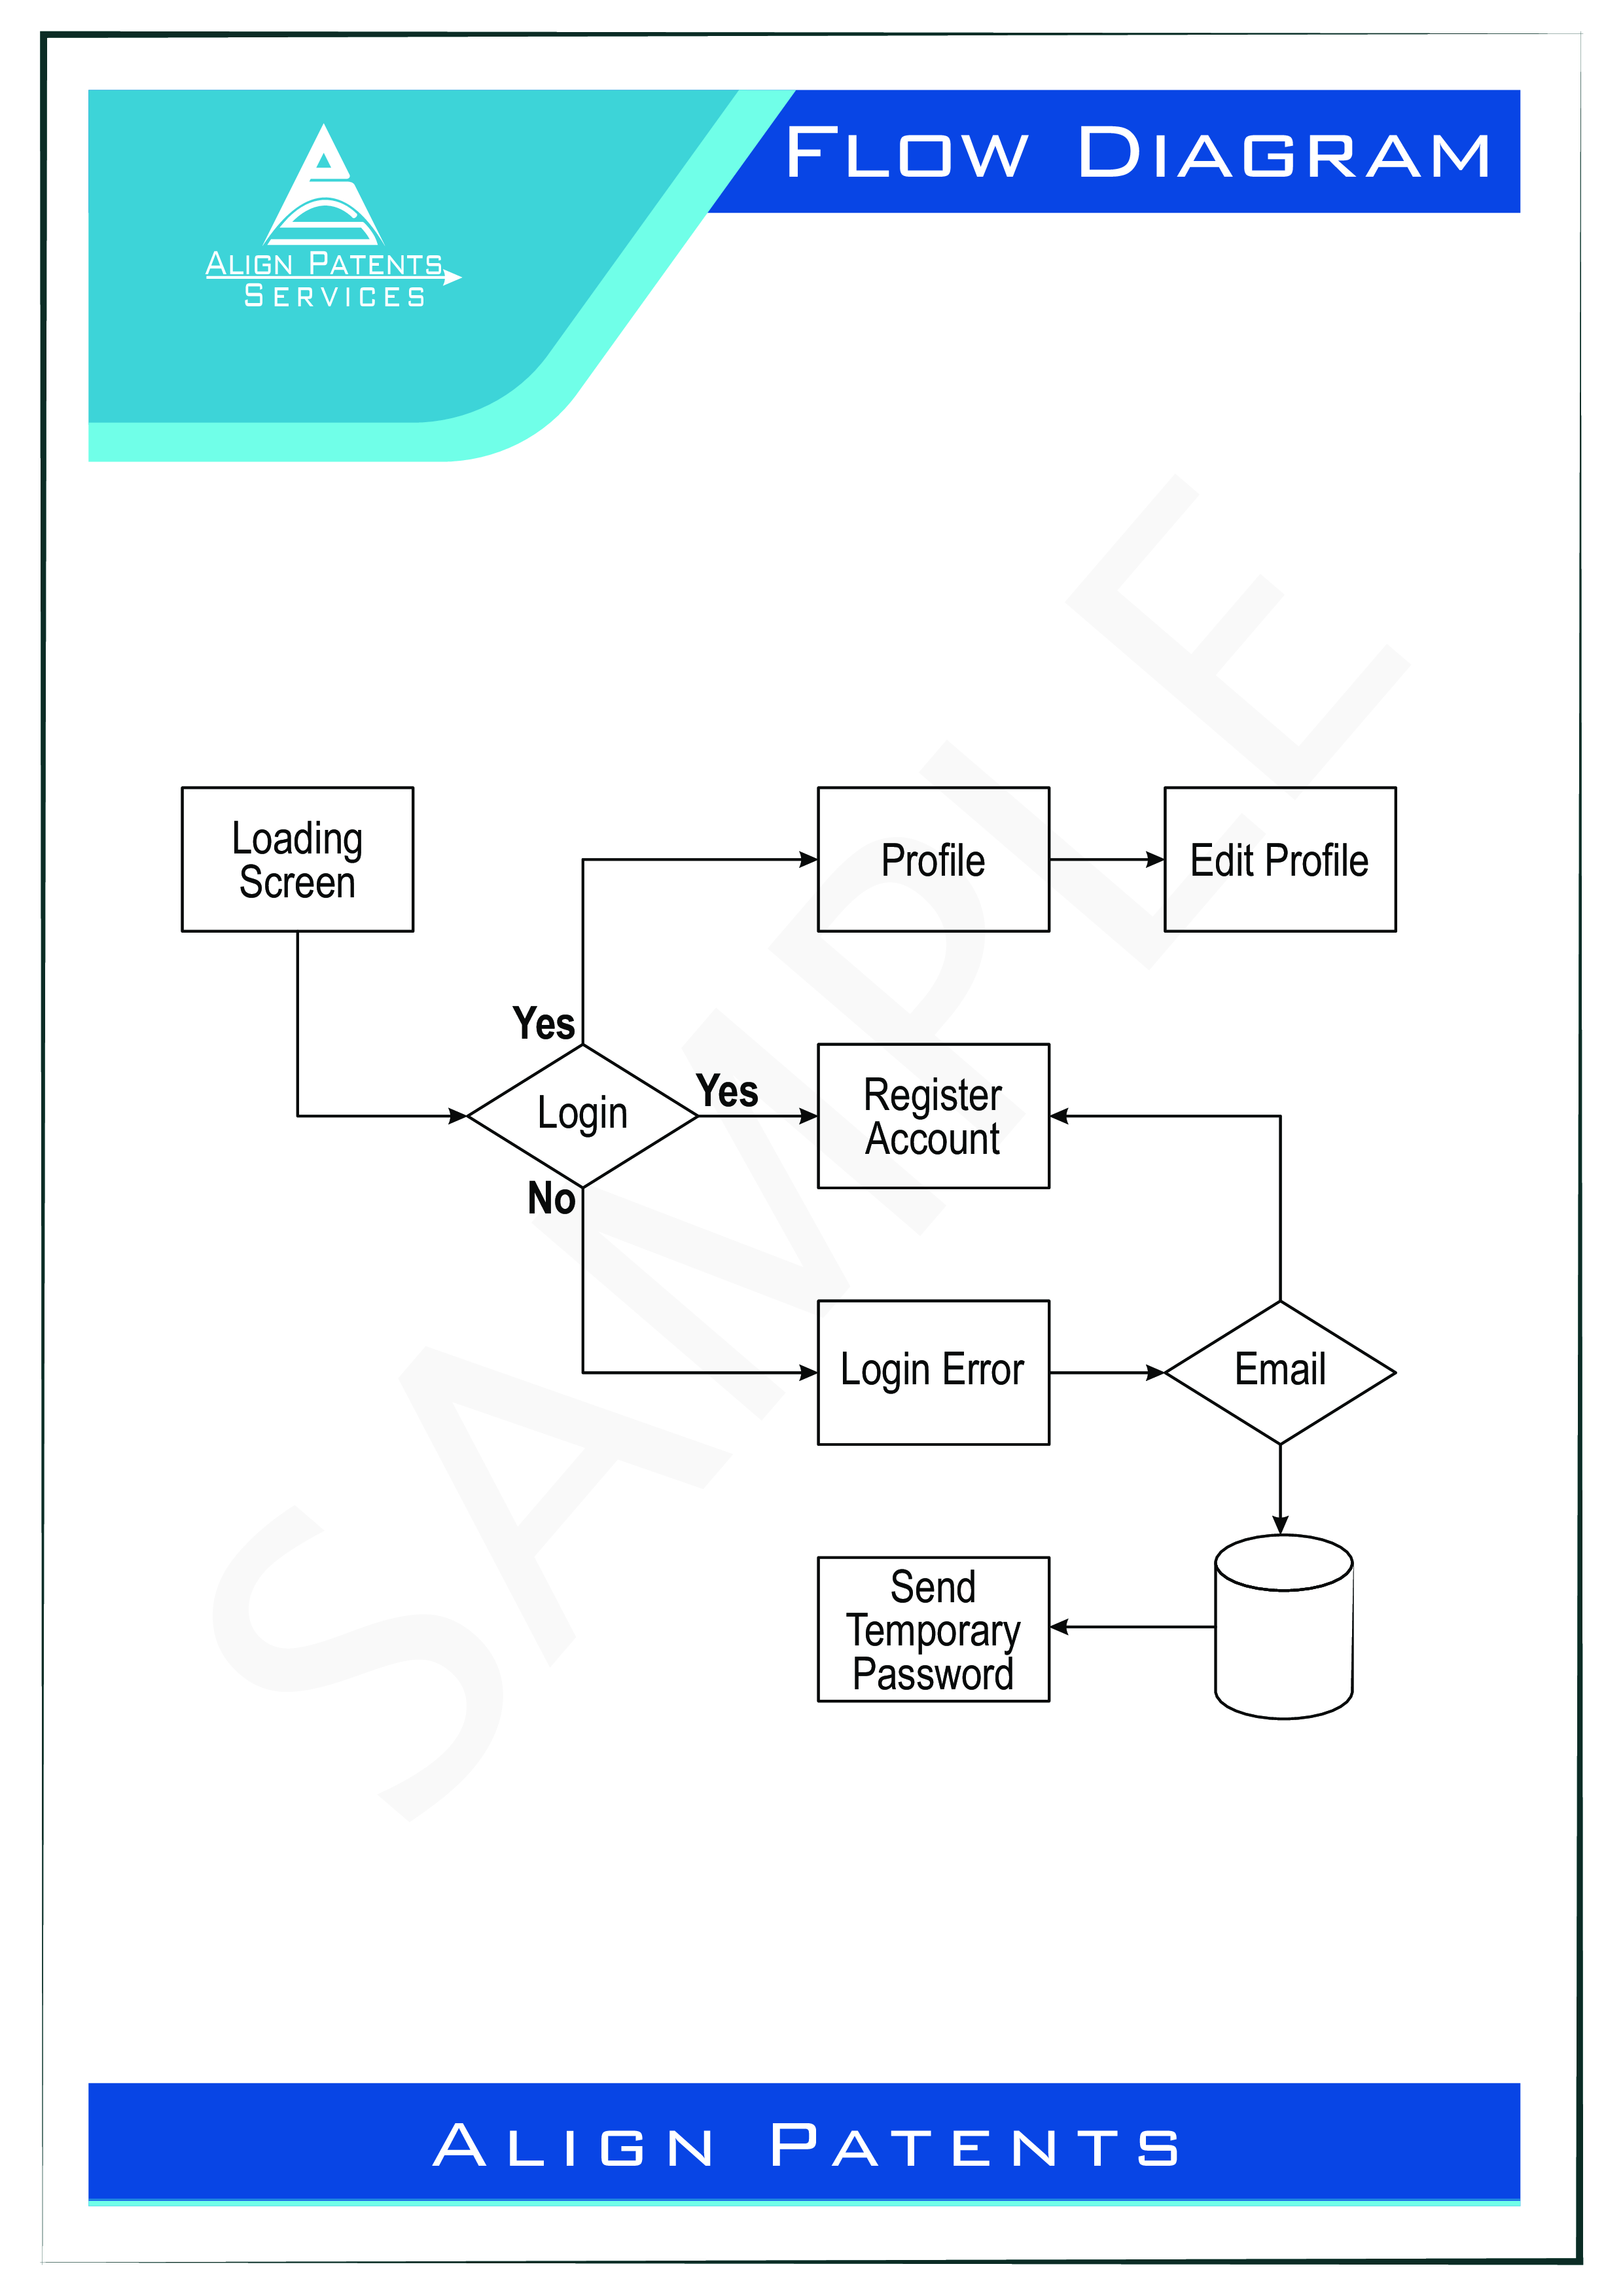 FLOW DIAGRAM
ALIGN PATENTS
SERVICES
Loading
Screen
Profile
Edit Profile
Yes
Login
Yes
Register
Account
No
Login Error
Email
Send
Temporary
Password
SAMPLE
ALIGN PATENTS